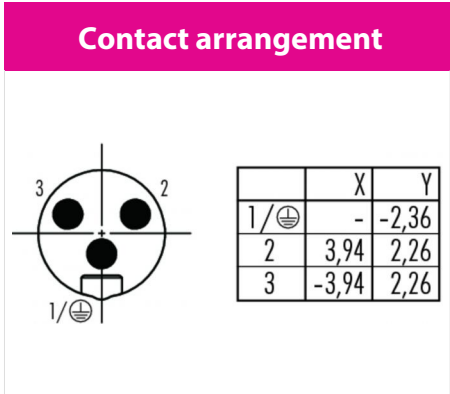 Contact arrangement
3 2
1/⏚
X Y
1/⏚ - -2,36
2 3,94 2,26
3 -3,94 2,26